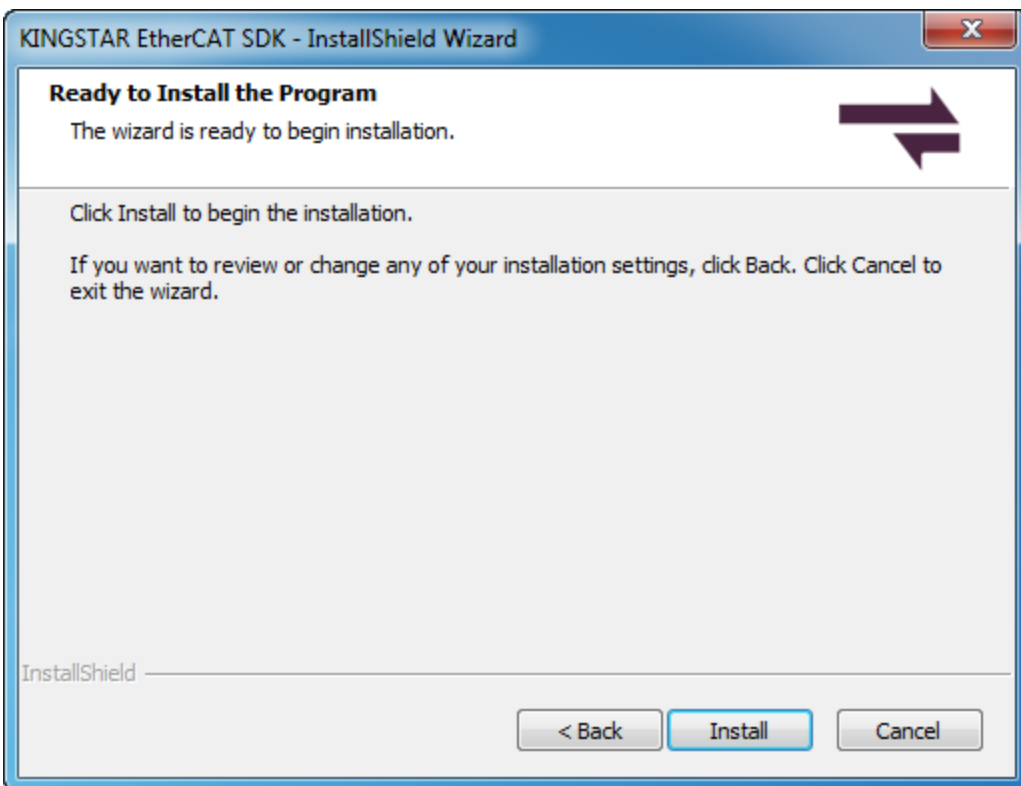 KINGSTAR EtherCAT SDK - InstallShield Wizard
Ready to Install the Program
The wizard is ready to begin installation.
Click Install to begin the installation.
If you want to review or change any of your installation settings, click Back. Click Cancel to
exit the wizard.
InstallShield
< Back
Install
Cancel